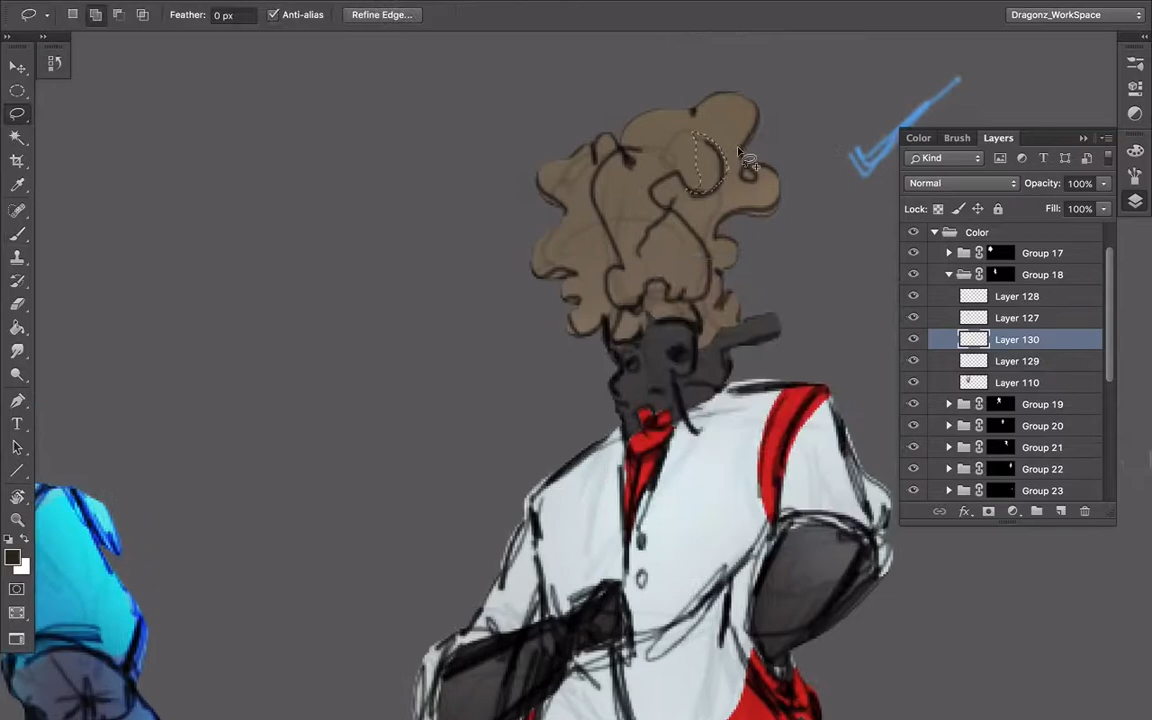 Feather: 0 px Anti-alias Refine Edge... Dragonz_WorkSpace
Color Brush Layers
Kind
Normal Opacity: 100%
Lock: Fill: 100%
Color
Group 17
Group 18
Layer 128
Layer 127
Layer 130
Layer 129
Layer 110
Group 19
Group 20
Group 21
Group 22
Group 23